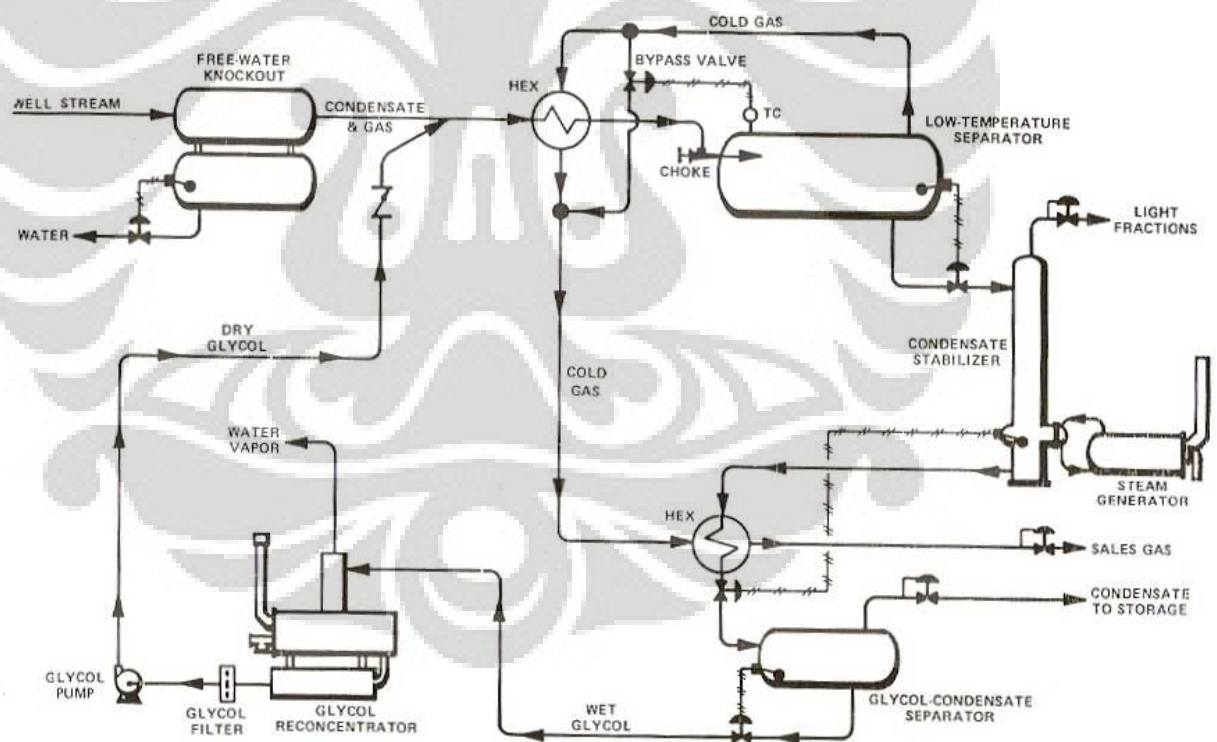 COLD GAS
FREE-WATER
KNOCKOUT
BYPASS VALVE
HEX
WELL STREAM
CONDENSATE
& GAS
TC
LOW-TEMPERATURE
SEPARATOR
CHOKE
WATER
LIGHT
FRACTIONS
DRY
GLYCOL
CONDENSATE
STABILIZER
COLD
GAS
WATER
VAPOR
STEAM
GENERATOR
HEX
SALES GAS
CONDENSATE
TO STORAGE
GLYCOL
PUMP
GLYCOL
FILTER
GLYCOL
RECONCENTRATOR
WET
GLYCOL
GLYCOL-CONDENSATE
SEPARATOR